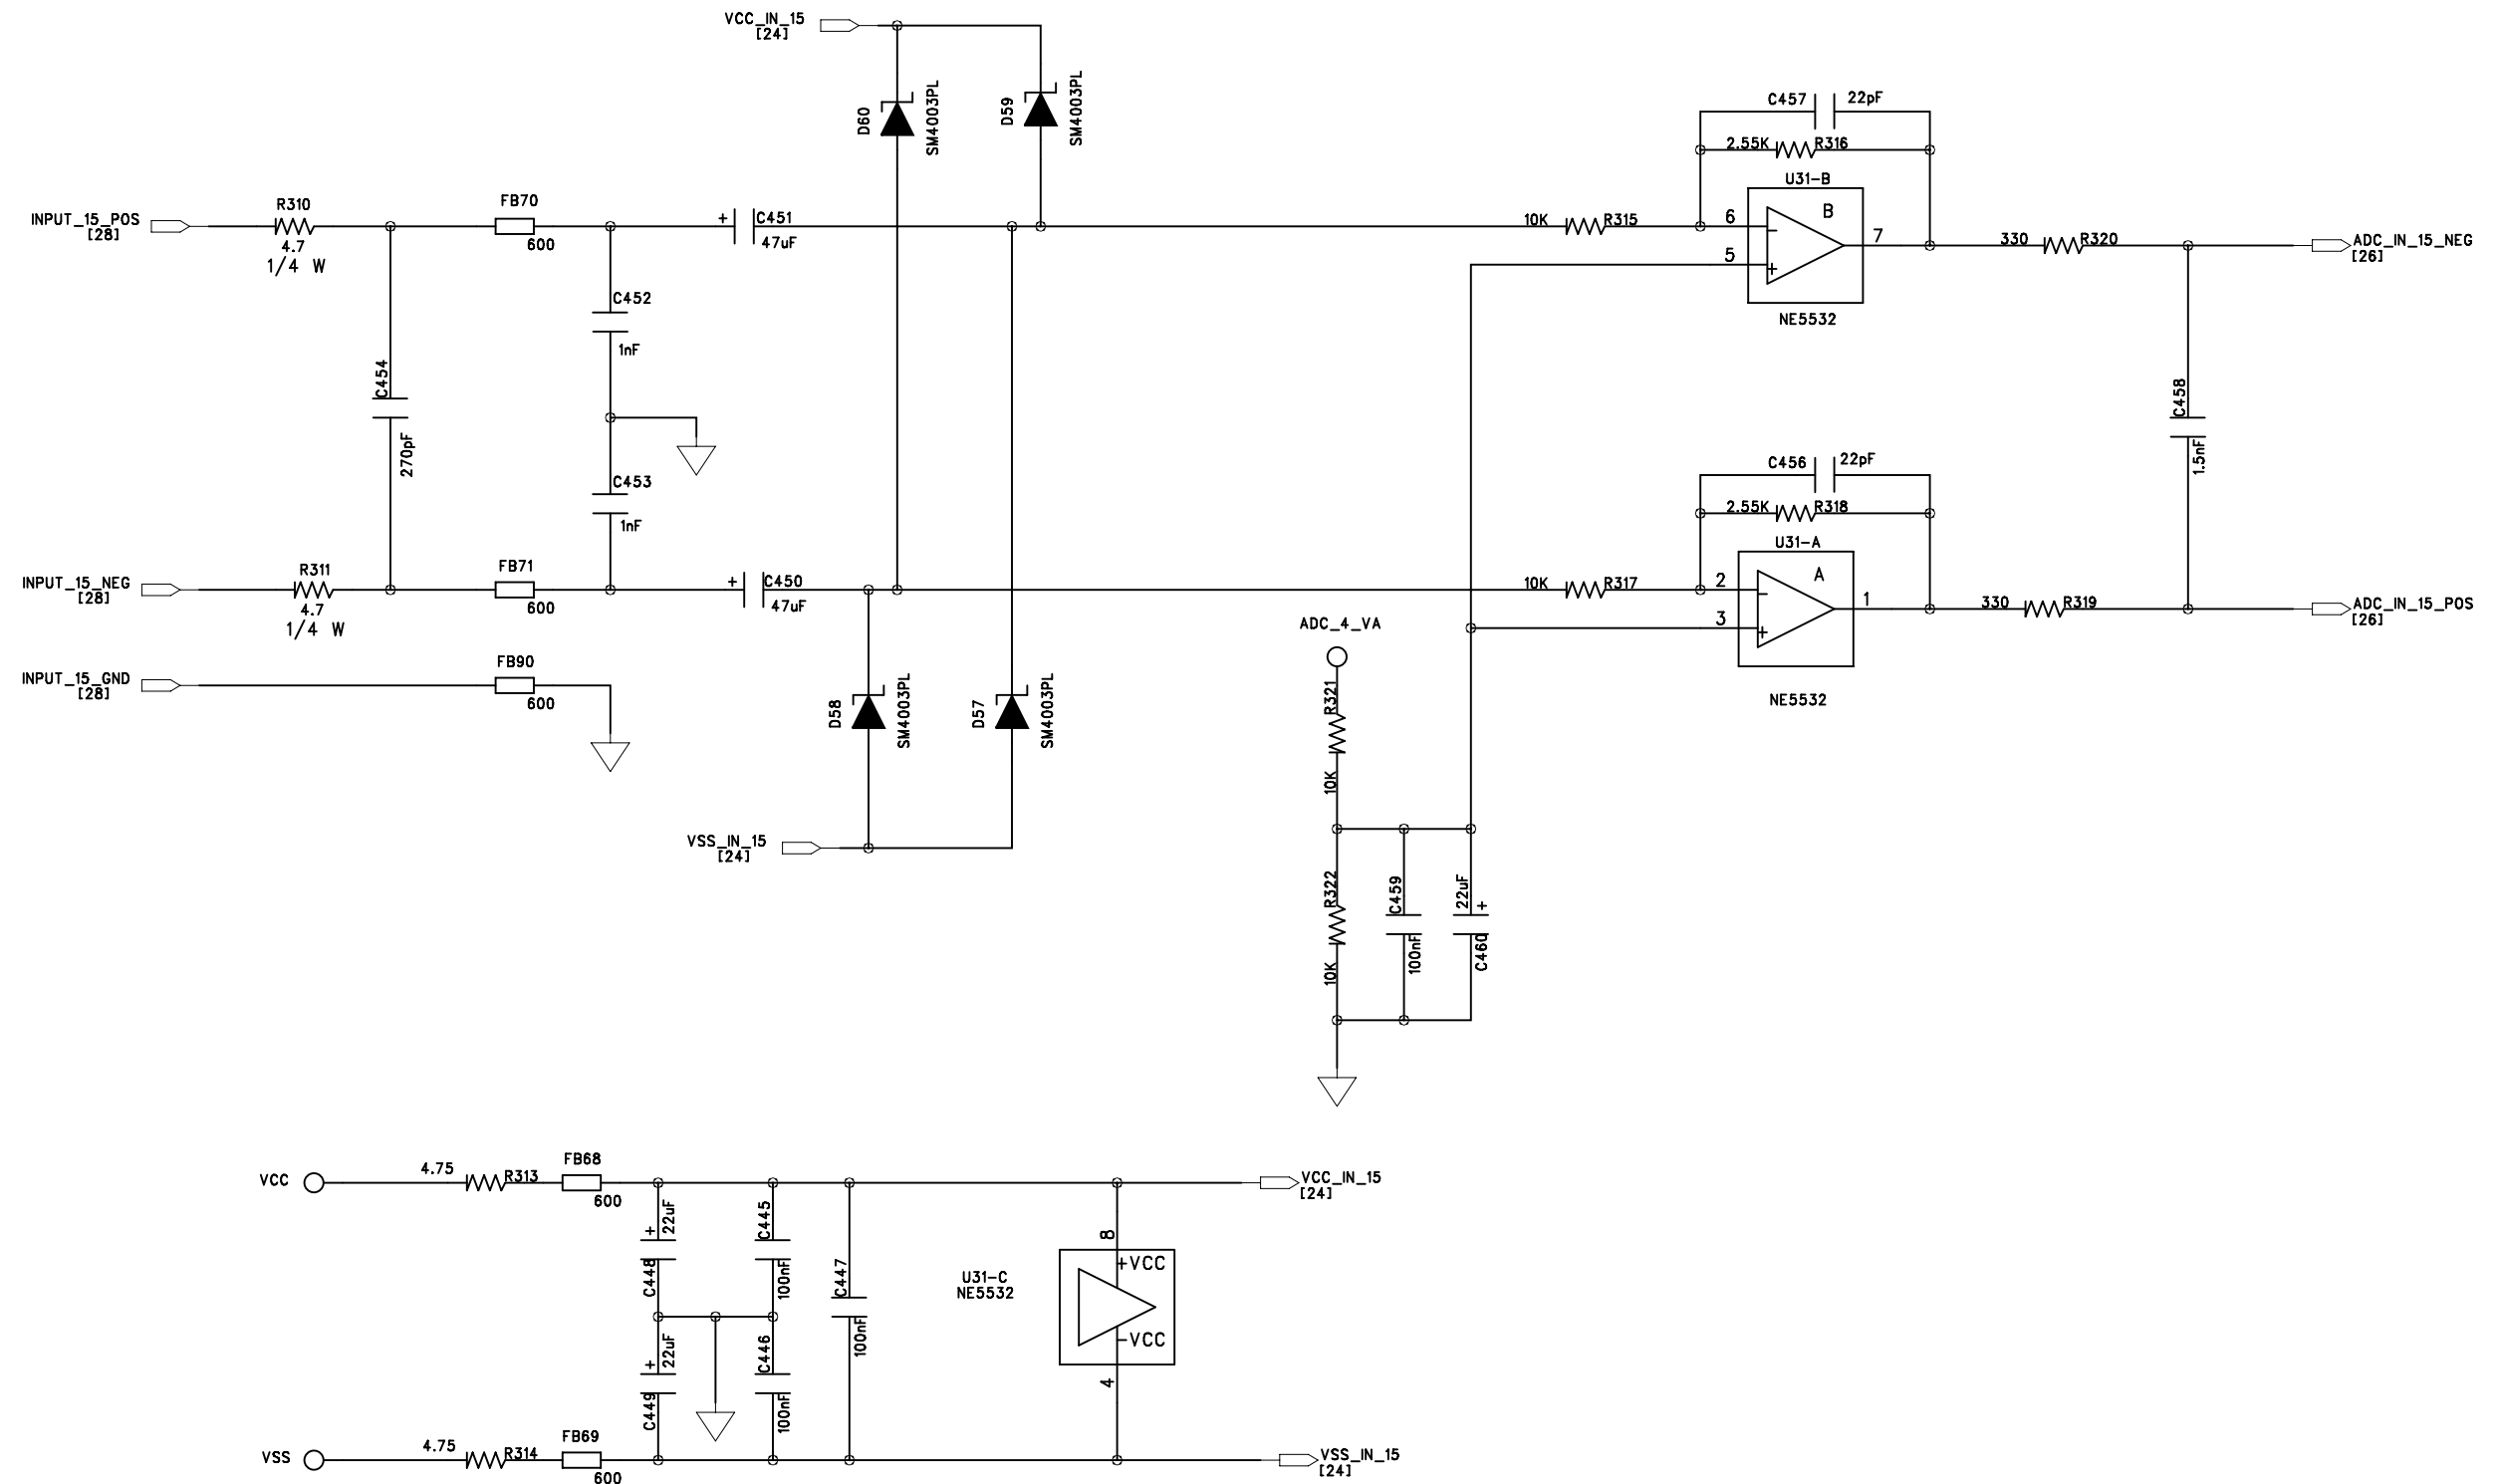 VCC_IN_15
[24]
D60
SM4003PL
D59
SM4003PL
C457
22pF
2.55K
R316
U31-B
B
INPUT_15_POS
[28]
R310
4.7
1/4 W
FB70
600
+
C451
47uF
10K
R315
6
5
−
+
7
NE5532
330
R320
ADC_IN_15_NEG
[26]
C452
1nF
C454
270pF
C453
1nF
C458
1.5nF
C456
22pF
2.55K
R318
U31-A
A
INPUT_15_NEG
[28]
R311
4.7
1/4 W
FB71
600
+
C450
47uF
10K
R317
2
3
−
+
1
NE5532
330
R319
ADC_IN_15_POS
[26]
INPUT_15_GND
[28]
FB90
600
D58
SM4003PL
D57
SM4003PL
VSS_IN_15
[24]
ADC_4_VA
R321
10K
R322
10K
C459
100nF
22uF
+
C460
VCC
4.75
R313
FB68
600
VCC_IN_15
[24]
+
22uF
C448
C445
100nF
C447
100nF
U31-C
NE5532
8
+VCC
−VCC
4
+
22uF
C449
C446
100nF
VSS
4.75
R314
FB69
600
VSS_IN_15
[24]